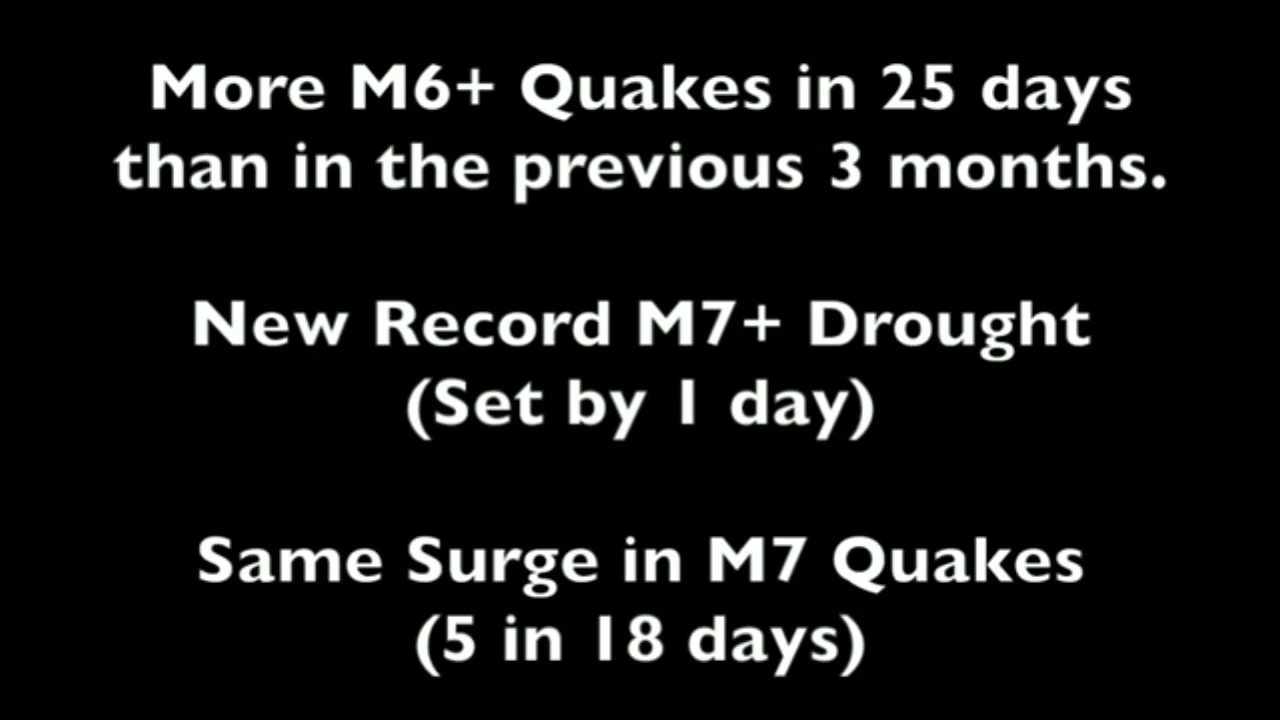 More M6+ Quakes in 25 days
than in the previous 3 months.
New Record M7+ Drought
(Set by 1 day)
Same Surge in M7 Quakes
(5 in 18 days)